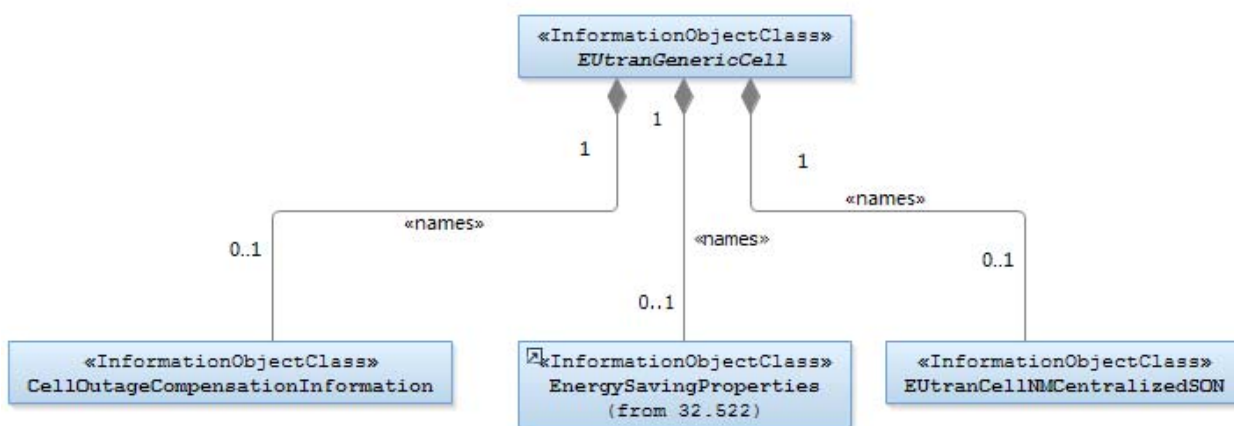 «InformationObjectClass»
EUtranGenericCell
1
1
1
«names»
«names»
«names»
0..1
0..1
0..1
«InformationObjectClass»
CellOutageCompensationInformation
«InformationObjectClass»
EnergySavingProperties
(from 32.522)
«InformationObjectClass»
EUtranCellNMCentralizedSON